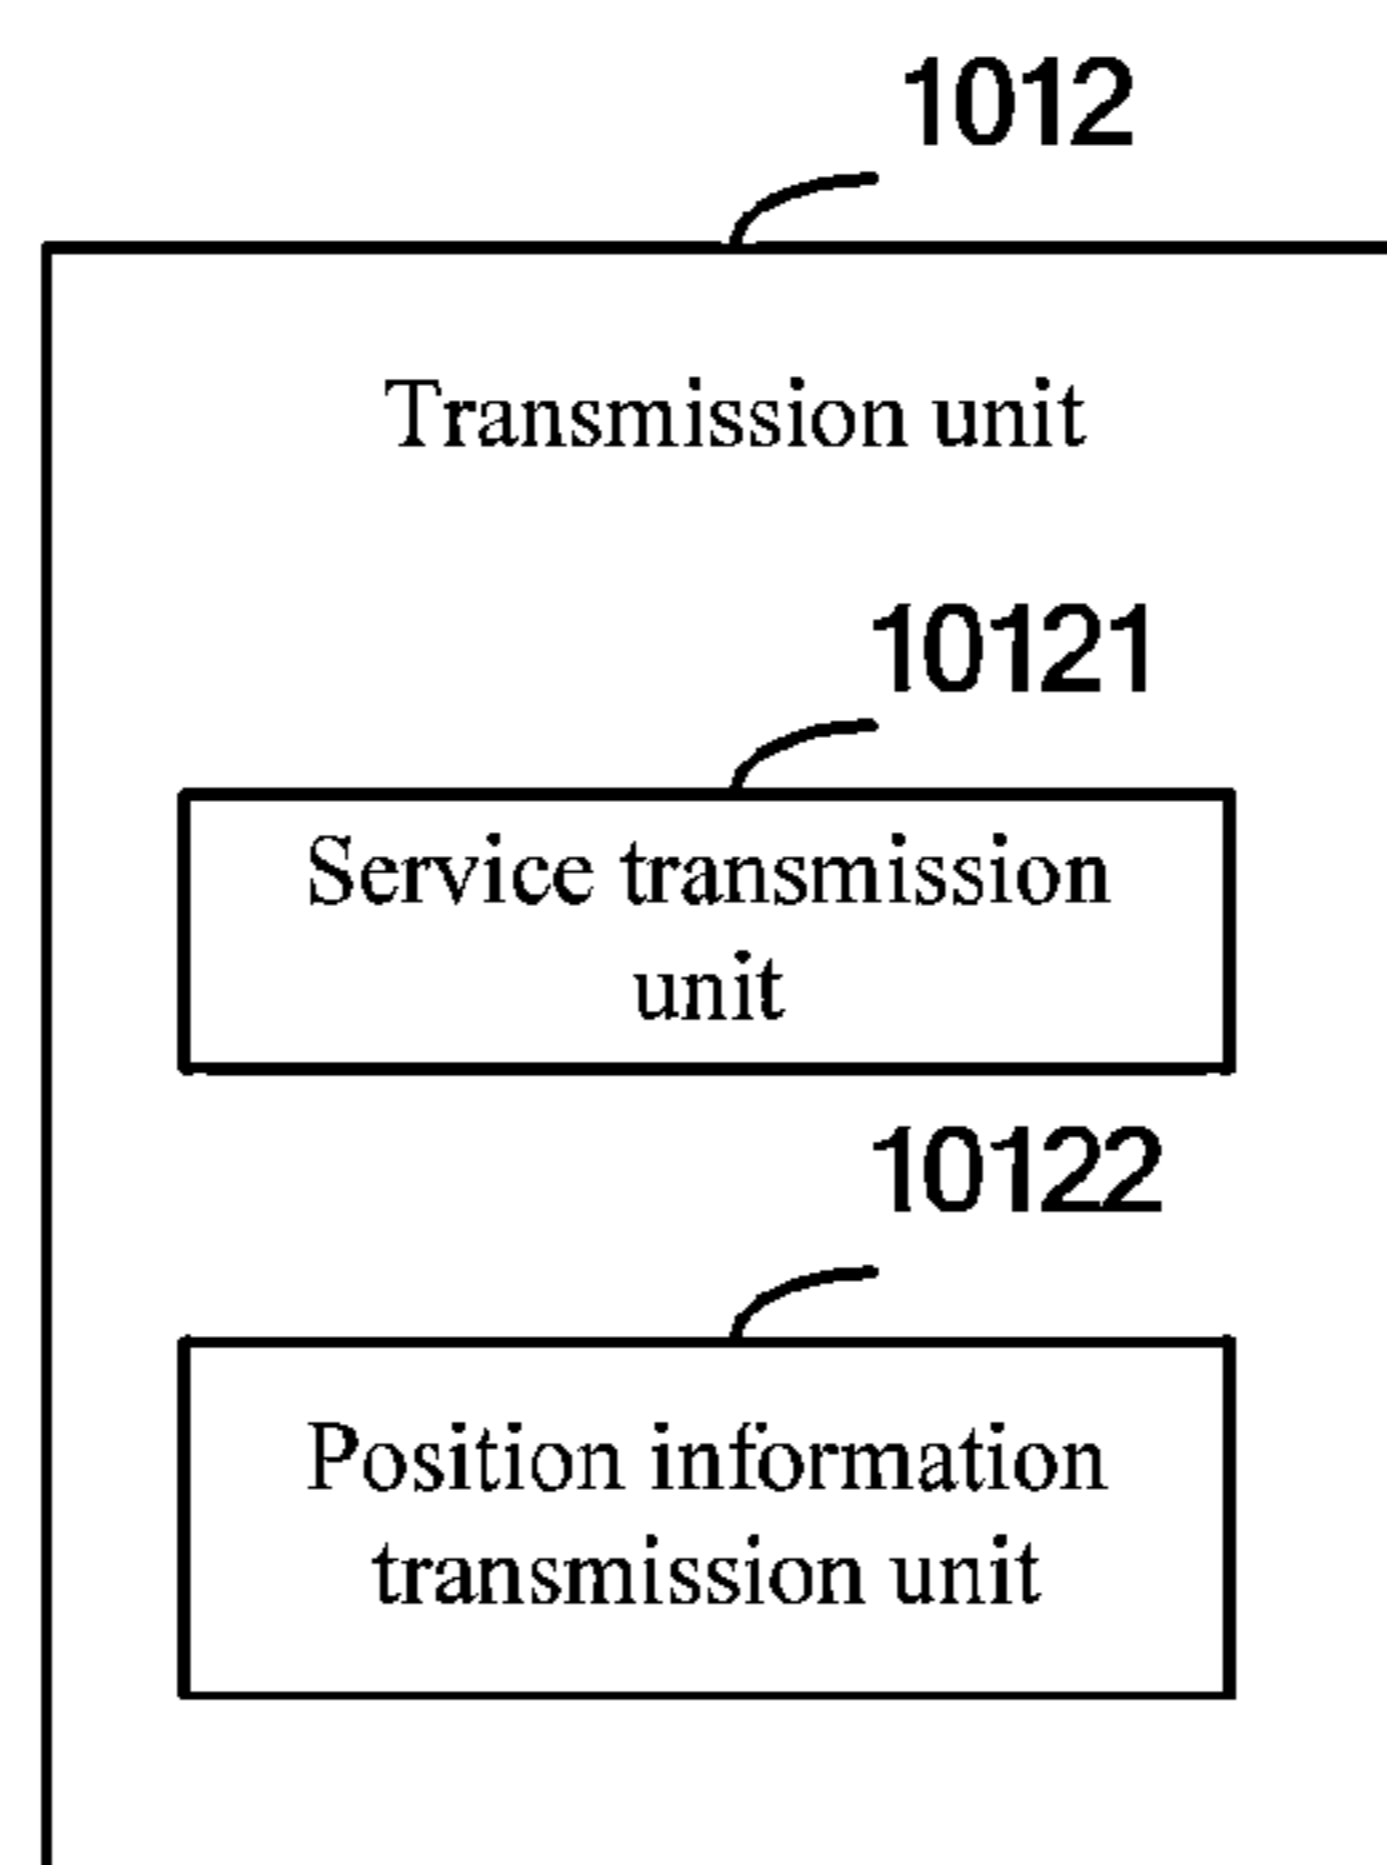 1012
Transmission unit
10121
Service transmission
unit
10122
Position information
transmission unit